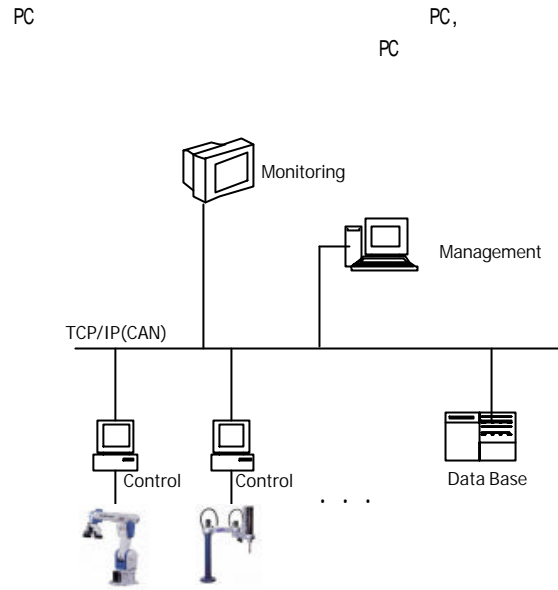 PC PC,
PC
Monitoring
Management
TCP/IP(CAN)
Control Control
Data Base
. . .